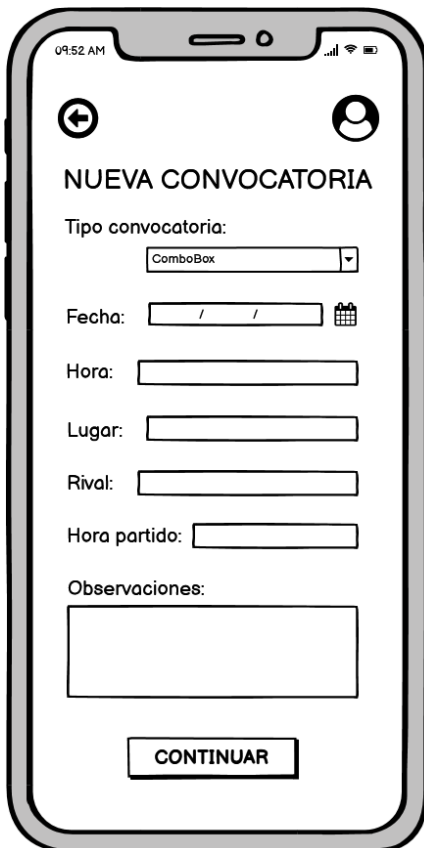 09:52 AM
NUEVA CONVOCATORIA
Tipo convocatoria:
ComboBox
Fecha: / /
Hora:
Lugar:
Rival:
Hora partido:
Observaciones:
CONTINUAR